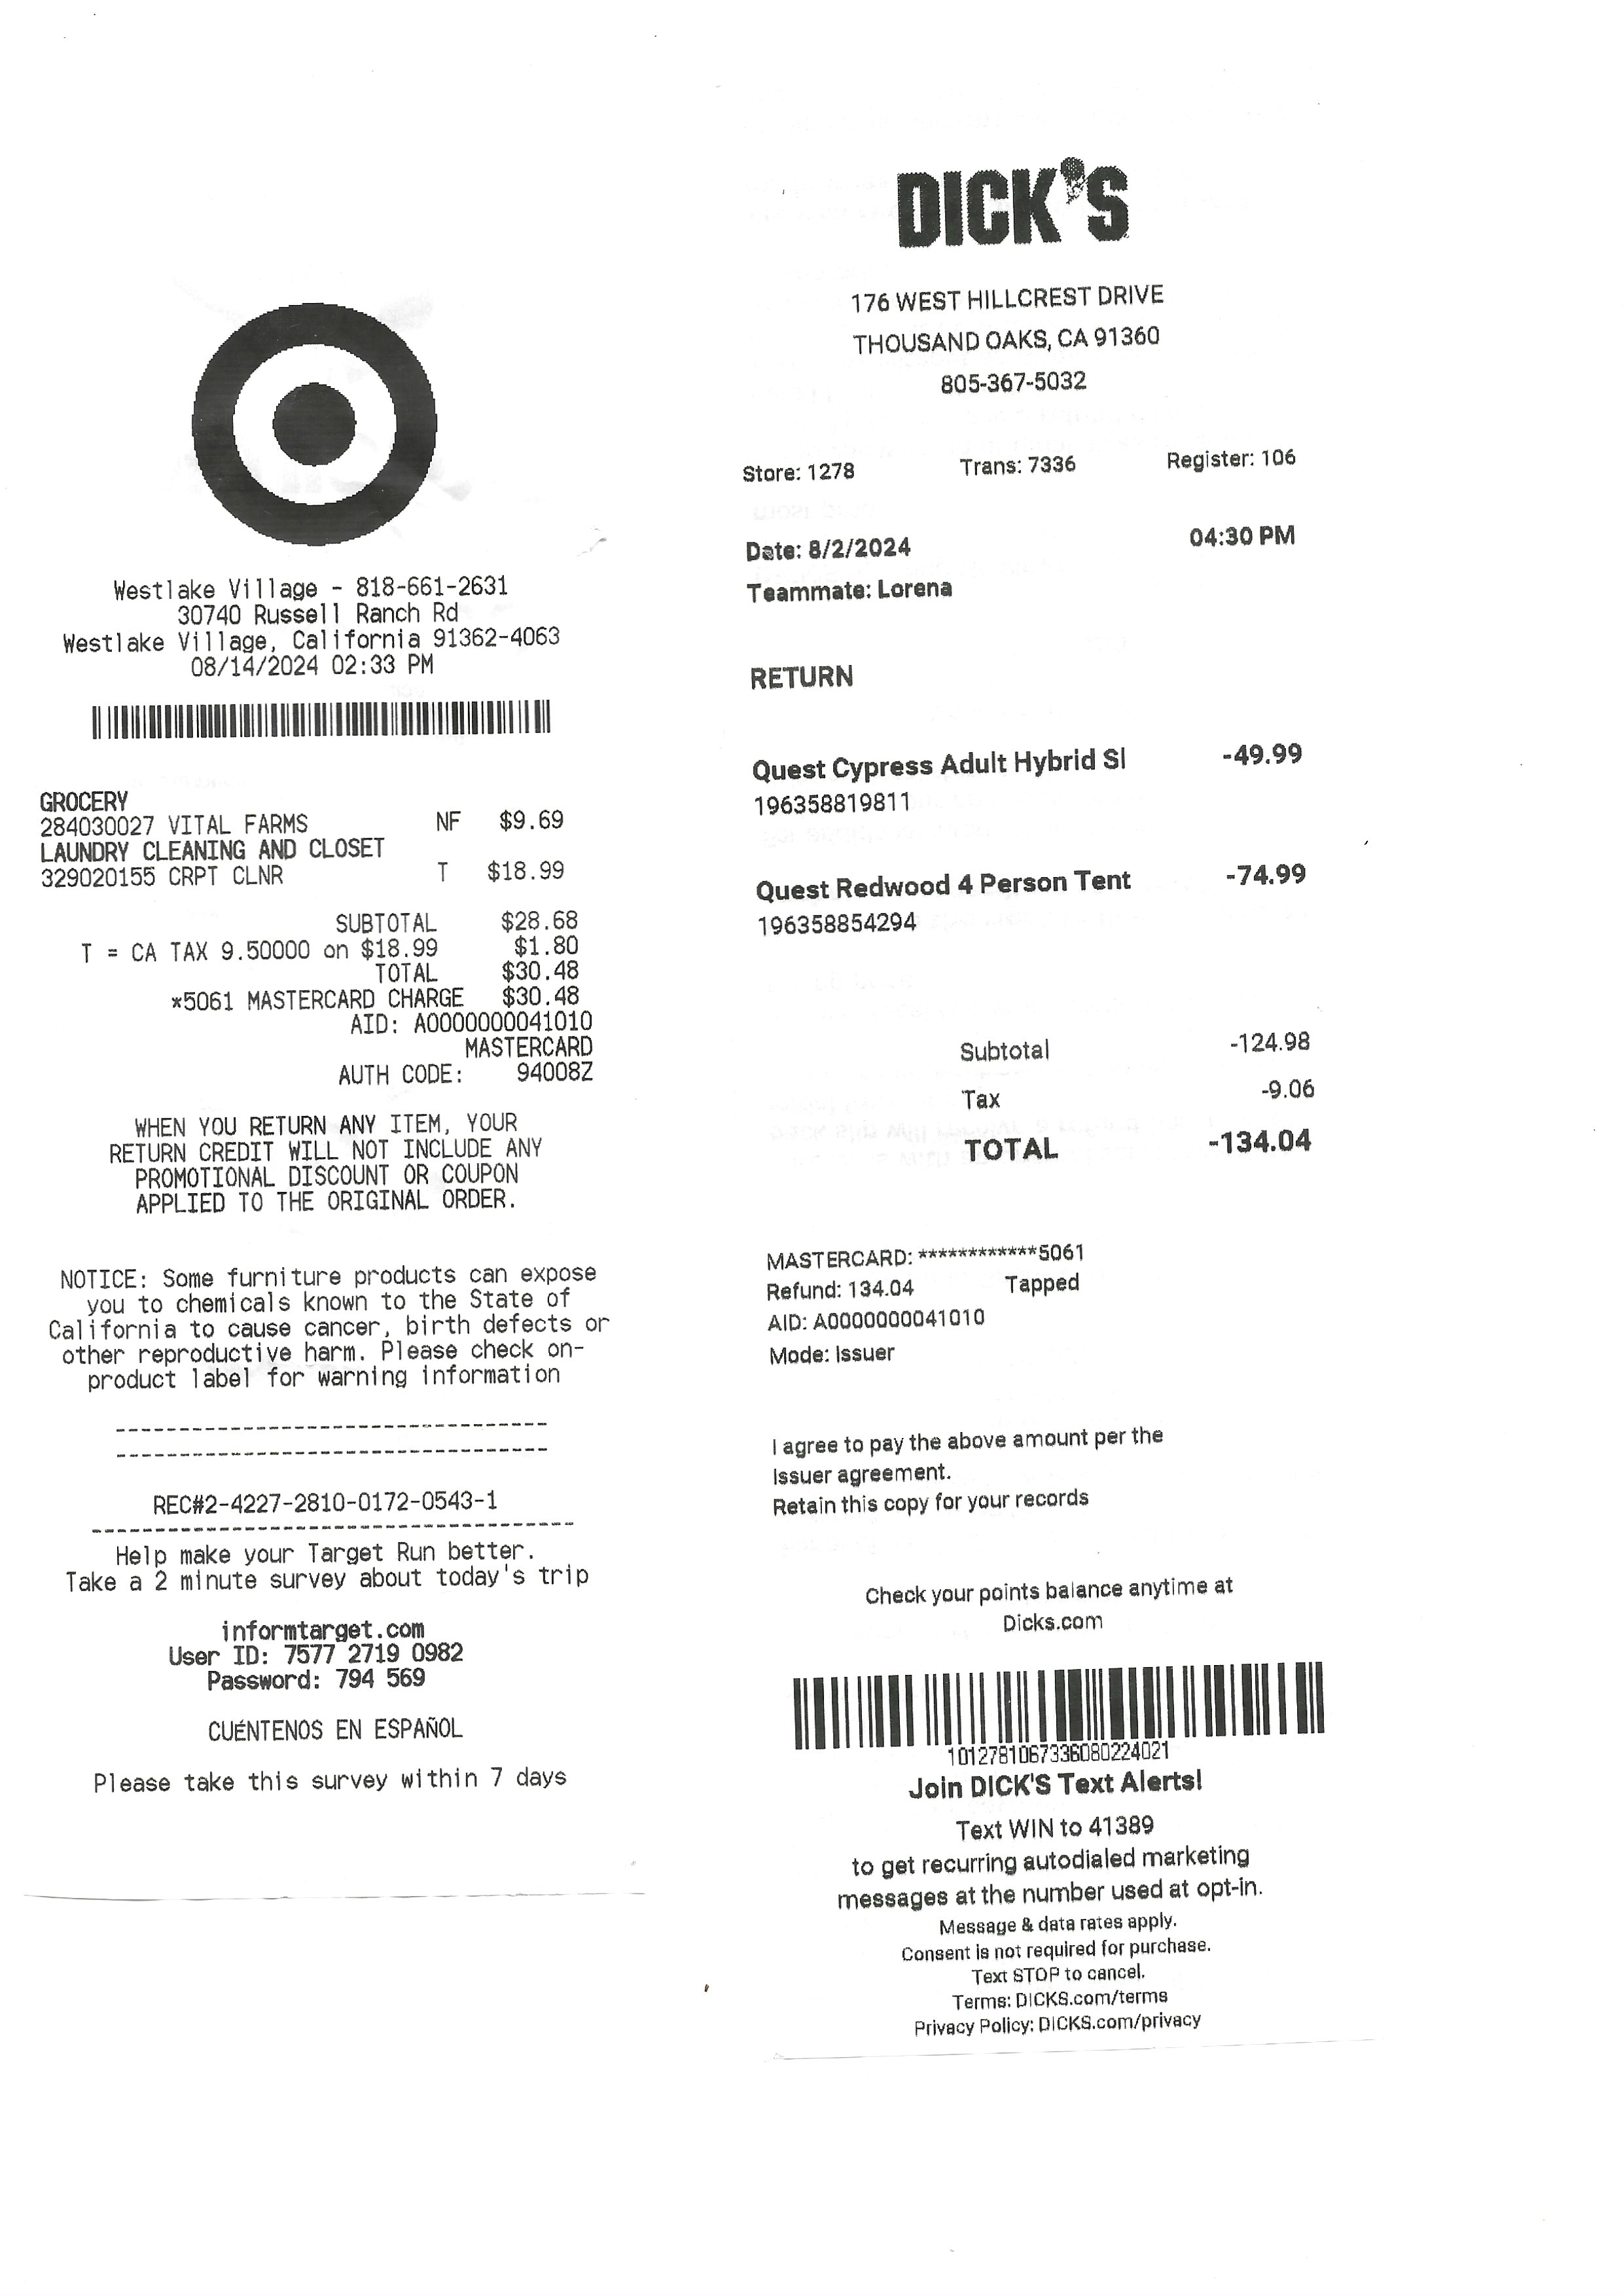 Westlake Village - 818-661-2631
30740 Russell Ranch Rd
Westlake Village, California 91362-4063
08/14/2024 02:33 PM
GROCERY
284030027 VITAL FARMS NF $9.69
LAUNDRY CLEANING AND CLOSET
329020155 CRPT CLNR T $18.99
SUBTOTAL $28.68
T = CA TAX 9.50000 on $18.99 $1.80
TOTAL $30.48
*5061 MASTERCARD CHARGE $30.48
AID: A0000000041010
MASTERCARD
AUTH CODE: 94008Z
WHEN YOU RETURN ANY ITEM, YOUR
RETURN CREDIT WILL NOT INCLUDE ANY
PROMOTIONAL DISCOUNT OR COUPON
APPLIED TO THE ORIGINAL ORDER.
NOTICE: Some furniture products can expose
you to chemicals known to the State of
California to cause cancer, birth defects or
other reproductive harm. Please check on-
product label for warning information
REC#2-4227-2810-0172-0543-1
Help make your Target Run better.
Take a 2 minute survey about today's trip
informtarget.com
User ID: 7577 2719 0982
Password: 794 569
CUÉNTENOS EN ESPAÑOL
Please take this survey within 7 days
DICK'S
176 WEST HILLCREST DRIVE
THOUSAND OAKS, CA 91360
805-367-5032
Store: 1278 Trans: 7336 Register: 106
Date: 8/2/2024 04:30 PM
Teammate: Lorena
RETURN
Quest Cypress Adult Hybrid Sl -49.99
196358819811
Quest Redwood 4 Person Tent -74.99
196358854294
Subtotal -124.98
Tax -9.06
TOTAL -134.04
MASTERCARD: ************5061
Refund: 134.04 Tapped
AID: A0000000041010
Mode: Issuer
I agree to pay the above amount per the
Issuer agreement.
Retain this copy for your records
Check your points balance anytime at
Dicks.com
1012781067336080224021
Join DICK'S Text Alerts!
Text WIN to 41389
to get recurring autodialed marketing
messages at the number used at opt-in.
Message & data rates apply.
Consent is not required for purchase.
Text STOP to cancel.
Terms: DICKS.com/terms
Privacy Policy: DICKS.com/privacy